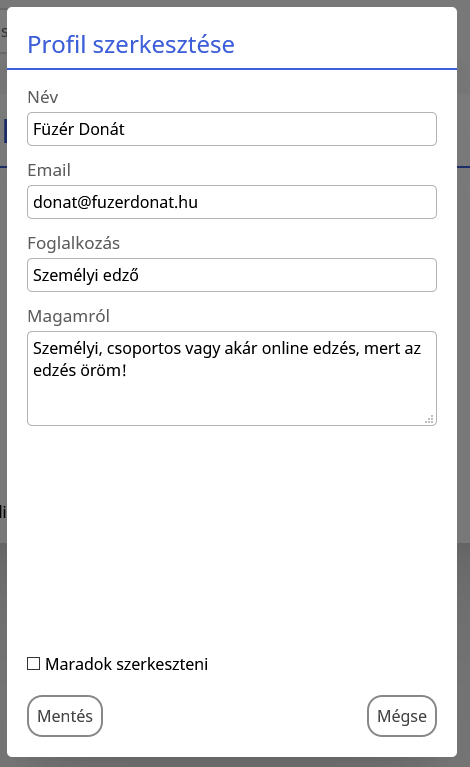 Profil szerkesztése
Név
Füzér Donát
Email
donat@fuzerdonat.hu
Foglalkozás
Személyi edző
Magamról
Személyi, csoportos vagy akár online edzés, mert az
edzés öröm!
Maradok szerkeszteni
Mentés
Mégse